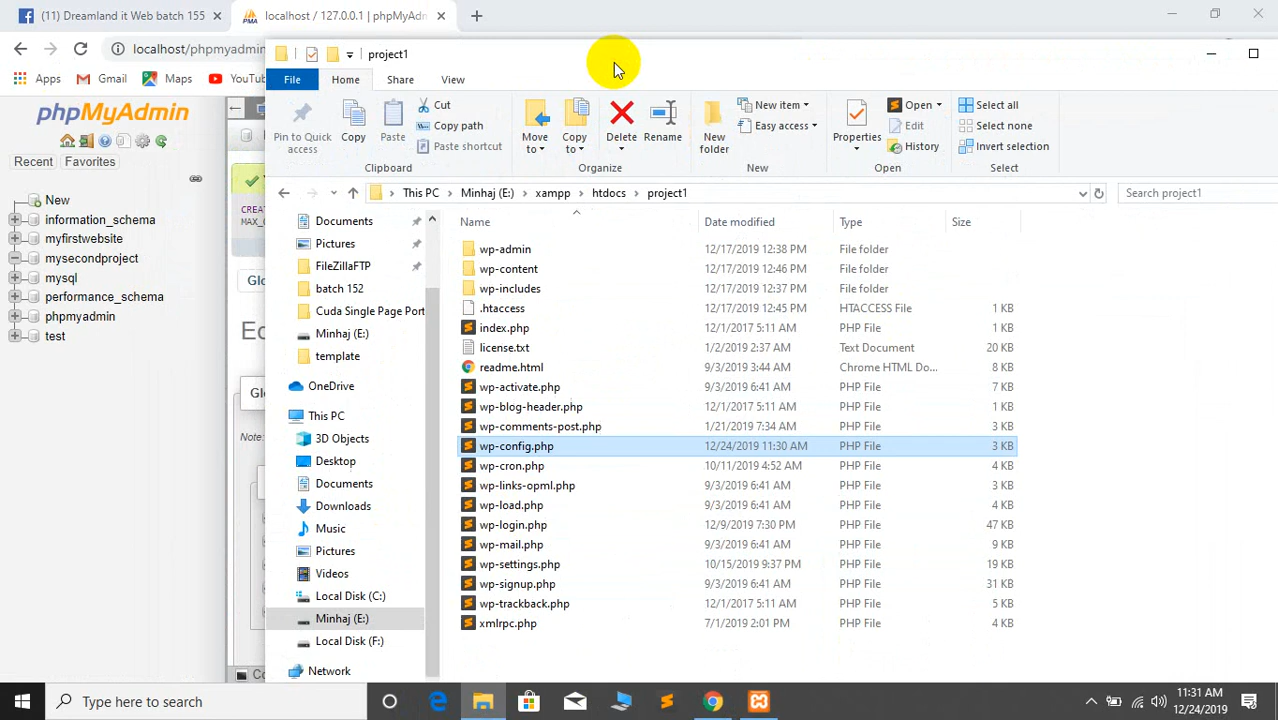 (11) Dreamland it Web batch 155
localhost / 127.0.0.1 | phpMyAdm
localhost/phpmyadmin
Apps
Gmail
Maps
YouTu
project1
File
Home
Share
View
Pin to Quick access
Copy
Paste
Cut
Copy path
Paste shortcut
Clipboard
Move to
Copy to
Delete
Rename
Organize
New folder
New item
Easy access
New
Properties
Open
Edit
History
Open
Select all
Select none
Invert selection
Select
This PC
Minhaj (E:)
xampp
htdocs
project1
Search project1
phpMyAdmin
Recent
Favorites
New
information_schema
myfirstwebsite
mysecondproject
mysql
performance_schema
phpmyadmin
test
Documents
Pictures
FileZillaFTP
batch 152
Cuda Single Page Port
Minhaj (E:)
template
OneDrive
This PC
3D Objects
Desktop
Documents
Downloads
Music
Pictures
Videos
Local Disk (C:)
Minhaj (E:)
Local Disk (F:)
Network
Name Date modified Type Size
wp-admin 12/17/2019 12:38 PM File folder
wp-content 12/17/2019 12:46 PM File folder
wp-includes 12/17/2019 12:37 PM File folder
.htaccess 12/17/2019 12:45 PM HTACCESS File 1 KB
index.php 12/1/2017 5:11 AM PHP File 1 KB
license.txt 1/2/2019 2:37 AM Text Document 20 KB
readme.html 9/3/2019 3:44 AM Chrome HTML Do... 8 KB
wp-activate.php 9/3/2019 6:41 AM PHP File 7 KB
wp-blog-header.php 12/1/2017 5:11 AM PHP File 1 KB
wp-comments-post.php 1/21/2019 7:34 AM PHP File 3 KB
wp-config.php 12/24/2019 11:30 AM PHP File 3 KB
wp-cron.php 10/11/2019 4:52 AM PHP File 4 KB
wp-links-opml.php 9/3/2019 6:41 AM PHP File 3 KB
wp-load.php 9/3/2019 6:41 AM PHP File 4 KB
wp-login.php 12/9/2019 7:30 PM PHP File 47 KB
wp-mail.php 9/3/2019 6:41 AM PHP File 9 KB
wp-settings.php 10/15/2019 9:37 PM PHP File 19 KB
wp-signup.php 9/3/2019 6:41 AM PHP File 31 KB
wp-trackback.php 12/1/2017 5:11 AM PHP File 5 KB
xmlrpc.php 7/1/2019 2:01 PM PHP File 4 KB
Type here to search
11:31 AM
12/24/2019